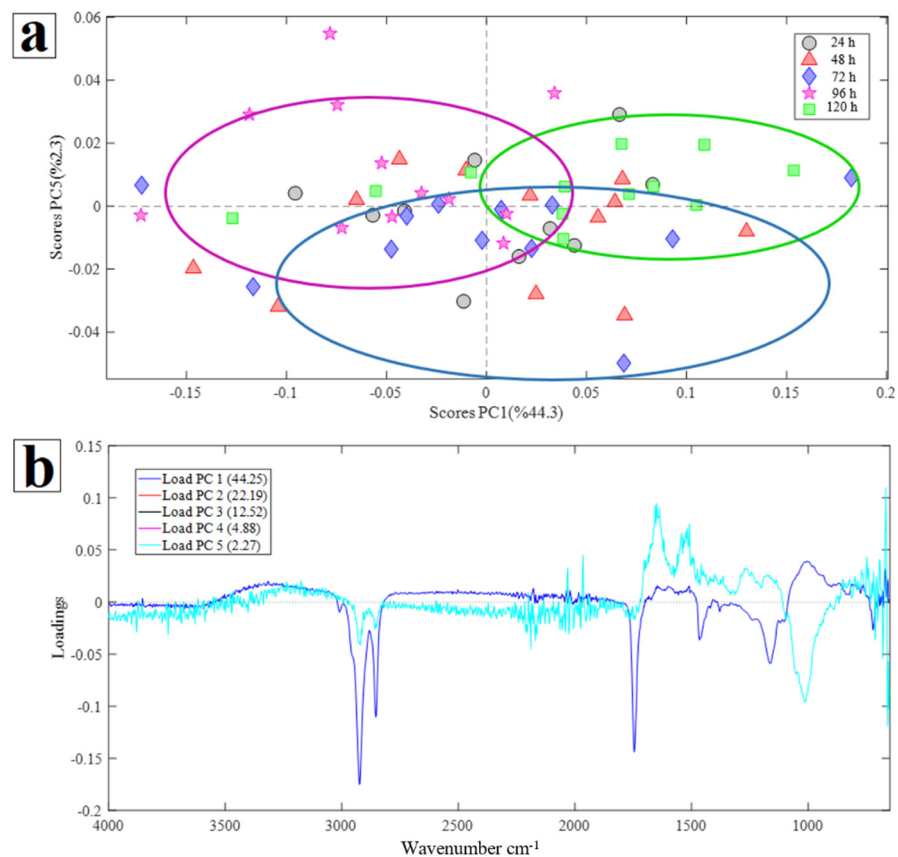 a
0.06
0.04
0.02
0
-0.02
-0.04
Scores PC5(%2.3)
24 h
48 h
72 h
96 h
120 h
-0.15
-0.1
-0.05
0
0.05
0.1
0.15
0.2
Scores PC1(%44.3)
b
0.15
0.1
0.05
0
-0.05
-0.1
-0.15
-0.2
Loadings
Load PC 1 (44.25)
Load PC 2 (22.19)
Load PC 3 (12.52)
Load PC 4 (4.88)
Load PC 5 (2.27)
4000
3500
3000
2500
2000
1500
1000
Wavenumber cm-1